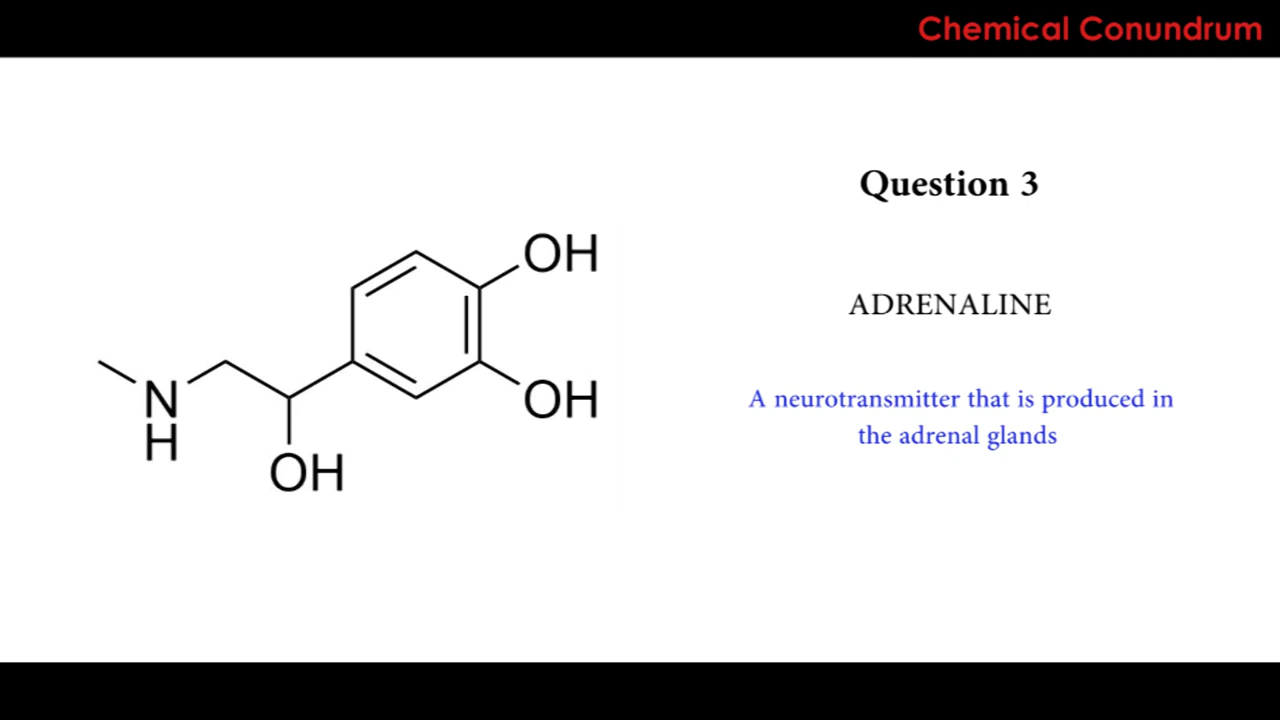 Chemical Conundrum
Question 3
ADRENALINE
A neurotransmitter that is produced in
the adrenal glands
OH
OH
N
H
OH